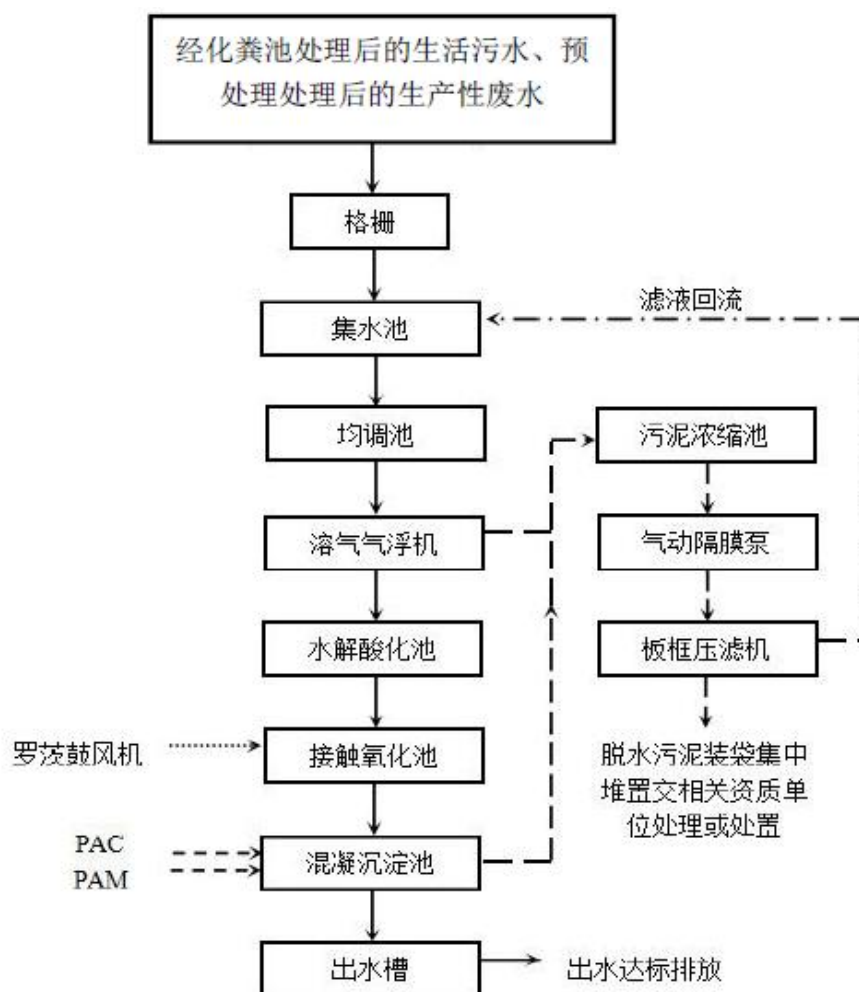 经化粪池处理后的生活污水、预
处理处理后的生产性废水
格栅
滤液回流
集水池
均调池
污泥浓缩池
溶气气浮机
气动隔膜泵
水解酸化池
板框压滤机
罗茨鼓风机
接触氧化池
脱水污泥装袋集中
堆置交相关资质单
位处理或处置
PAC
PAM
混凝沉淀池
出水槽
出水达标排放